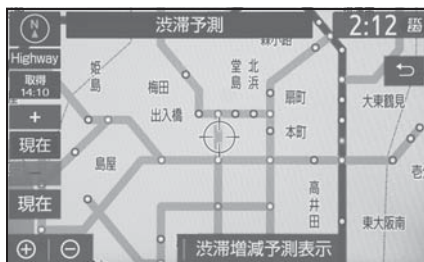 N
渋滞予測
2:12
Highway
取得
14:10
+
現在
−
現在
姫島
梅田
堂島
北浜
出入橋
扇町
本町
大東鶴見
島屋
高井田
東大阪南
渋滞増減予測表示